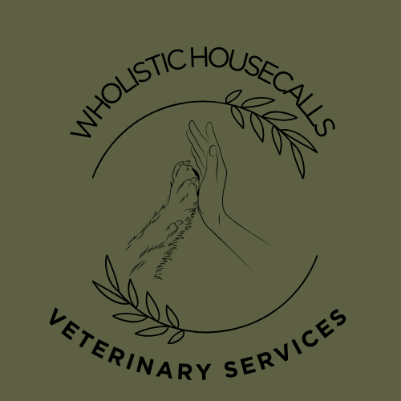 WHOLISTIC HOUSECALLS
VETERINARY SERVICES